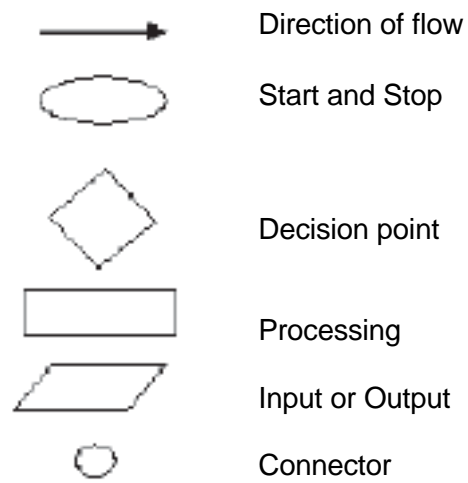 Direction of flow
Start and Stop
Decision point
Processing
Input or Output
Connector